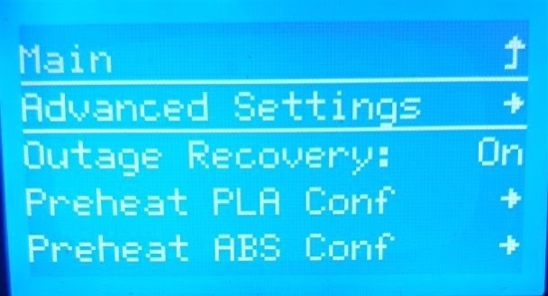 Main
Advanced Settings
Outage Recovery: On
Preheat PLA Conf
Preheat ABS Conf